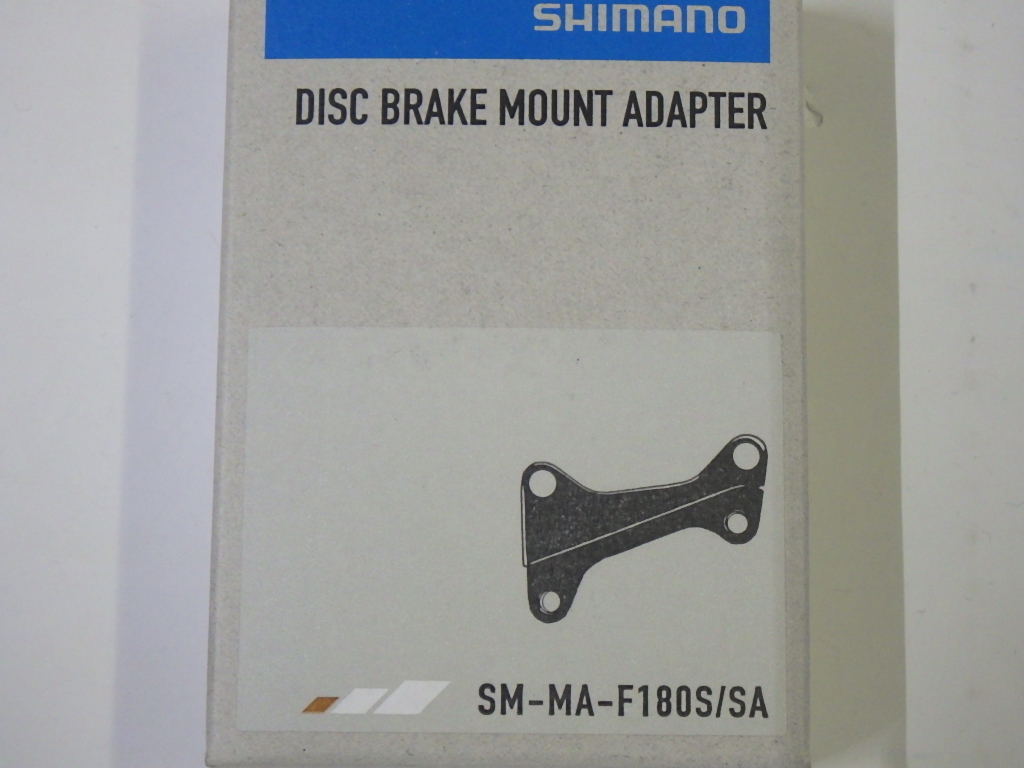 SHIMANO
DISC BRAKE MOUNT ADAPTER
SM-MA-F180S/SA